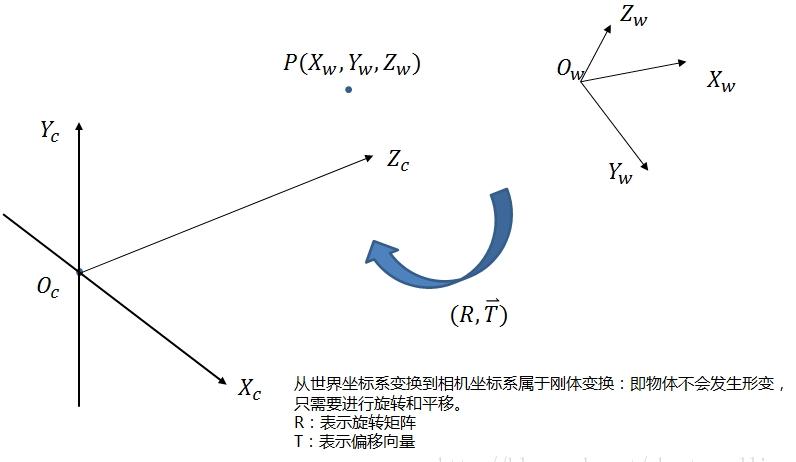 Z_w
P(X_w, Y_w, Z_w)
O_w
X_w
Y_c
Z_c
Y_w
O_c
(R, T⃗)
X_c
从世界坐标系变换到相机坐标系属于刚体变换：即物体不会发生形变，
只需要进行旋转和平移。
R：表示旋转矩阵
T：表示偏移向量